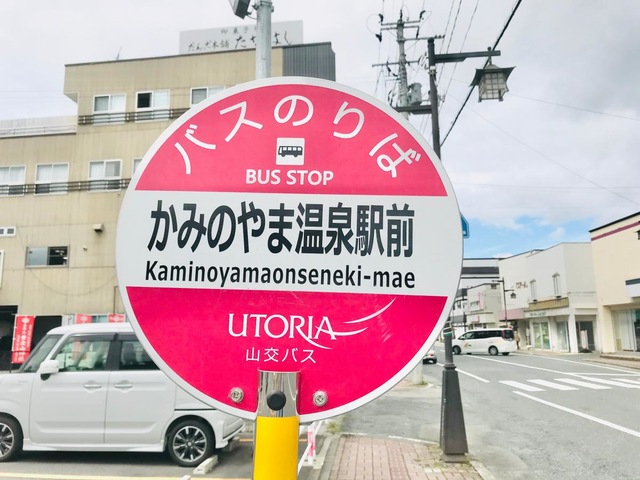 バスのりば
BUS STOP
かみのやま温泉駅前
Kaminoyamaonseneki-mae
UTORIA
山交バス